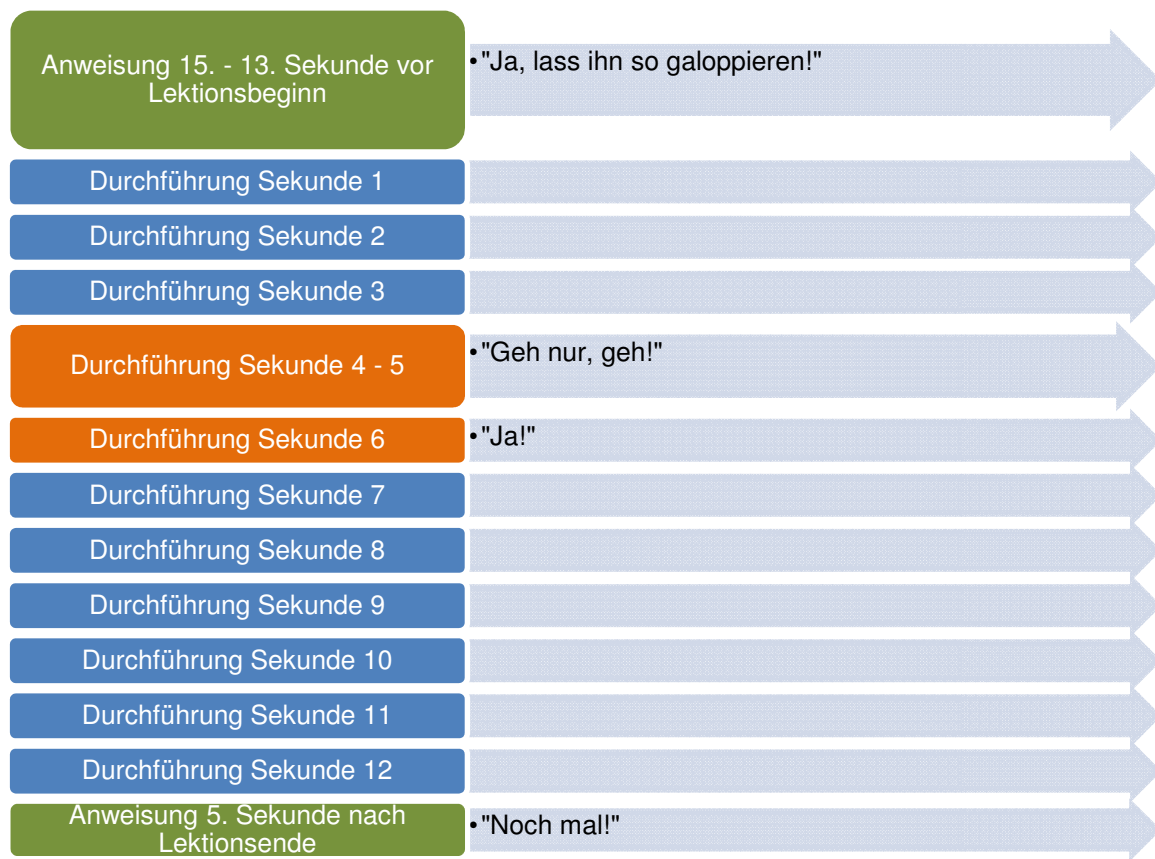 Anweisung 15. - 13. Sekunde vor
Lektionsbeginn
•"Ja, lass ihn so galoppieren!"
Durchführung Sekunde 1
Durchführung Sekunde 2
Durchführung Sekunde 3
Durchführung Sekunde 4 - 5
•"Geh nur, geh!"
Durchführung Sekunde 6
•"Ja!"
Durchführung Sekunde 7
Durchführung Sekunde 8
Durchführung Sekunde 9
Durchführung Sekunde 10
Durchführung Sekunde 11
Durchführung Sekunde 12
Anweisung 5. Sekunde nach
Lektionsende
•"Noch mal!"